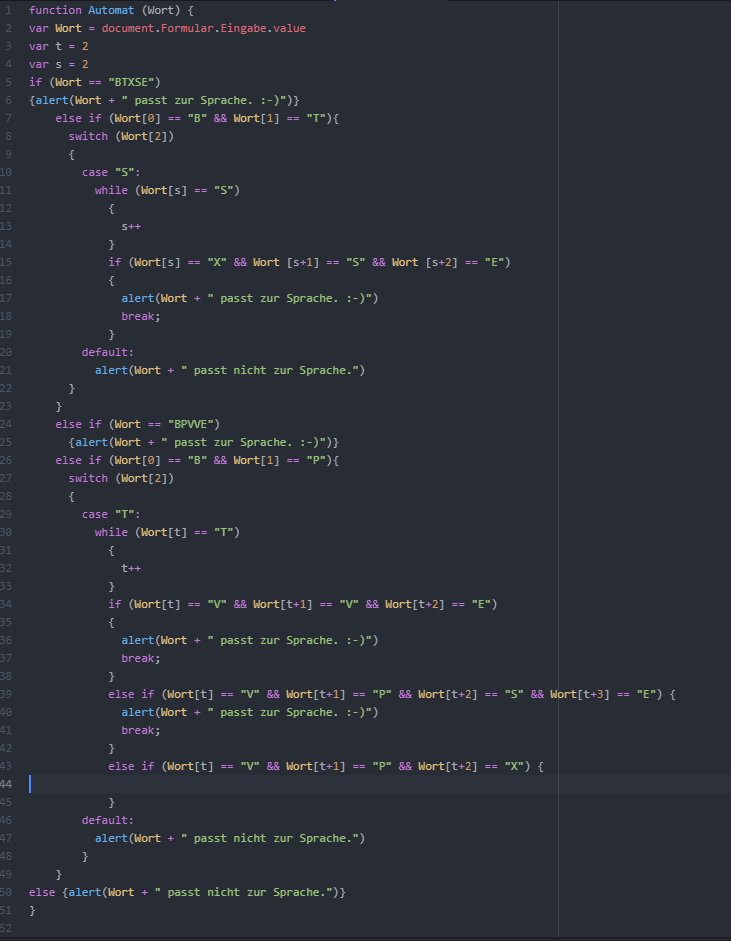 1 function Automat (Wort) {
2 var Wort = document.Formular.Eingabe.value
3 var t = 2
4 var s = 2
5 if (Wort == "BTXSE")
6 {alert(Wort + " passt zur Sprache. :-)")}
7     else if (Wort[0] == "B" && Wort[1] == "T"){
8       switch (Wort[2])
9       {
10         case "S":
11           while (Wort[s] == "S")
12             {
13               s++
14             }
15             if (Wort[s] == "X" && Wort [s+1] == "S" && Wort [s+2] == "E")
16             {
17               alert(Wort + " passt zur Sprache. :-)")
18               break;
19             }
20         default:
21           alert(Wort + " passt nicht zur Sprache.")
22       }
23     }
24     else if (Wort == "BPVVE")
25       {alert(Wort + " passt zur Sprache. :-)")}
26     else if (Wort[0] == "B" && Wort[1] == "P"){
27       switch (Wort[2])
28       {
29         case "T":
30           while (Wort[t] == "T")
31             {
32               t++
33             }
34             if (Wort[t] == "V" && Wort[t+1] == "V" && Wort[t+2] == "E")
35             {
36               alert(Wort + " passt zur Sprache. :-)")
37               break;
38             }
39             else if (Wort[t] == "V" && Wort[t+1] == "P" && Wort[t+2] == "S" && Wort[t+3] == "E") {
40               alert(Wort + " passt zur Sprache. :-)")
41               break;
42             }
43             else if (Wort[t] == "V" && Wort[t+1] == "P" && Wort[t+2] == "X") {
44
45             }
46         default:
47           alert(Wort + " passt nicht zur Sprache.")
48         }
49     }
50 else {alert(Wort + " passt nicht zur Sprache.")}
51 }
52